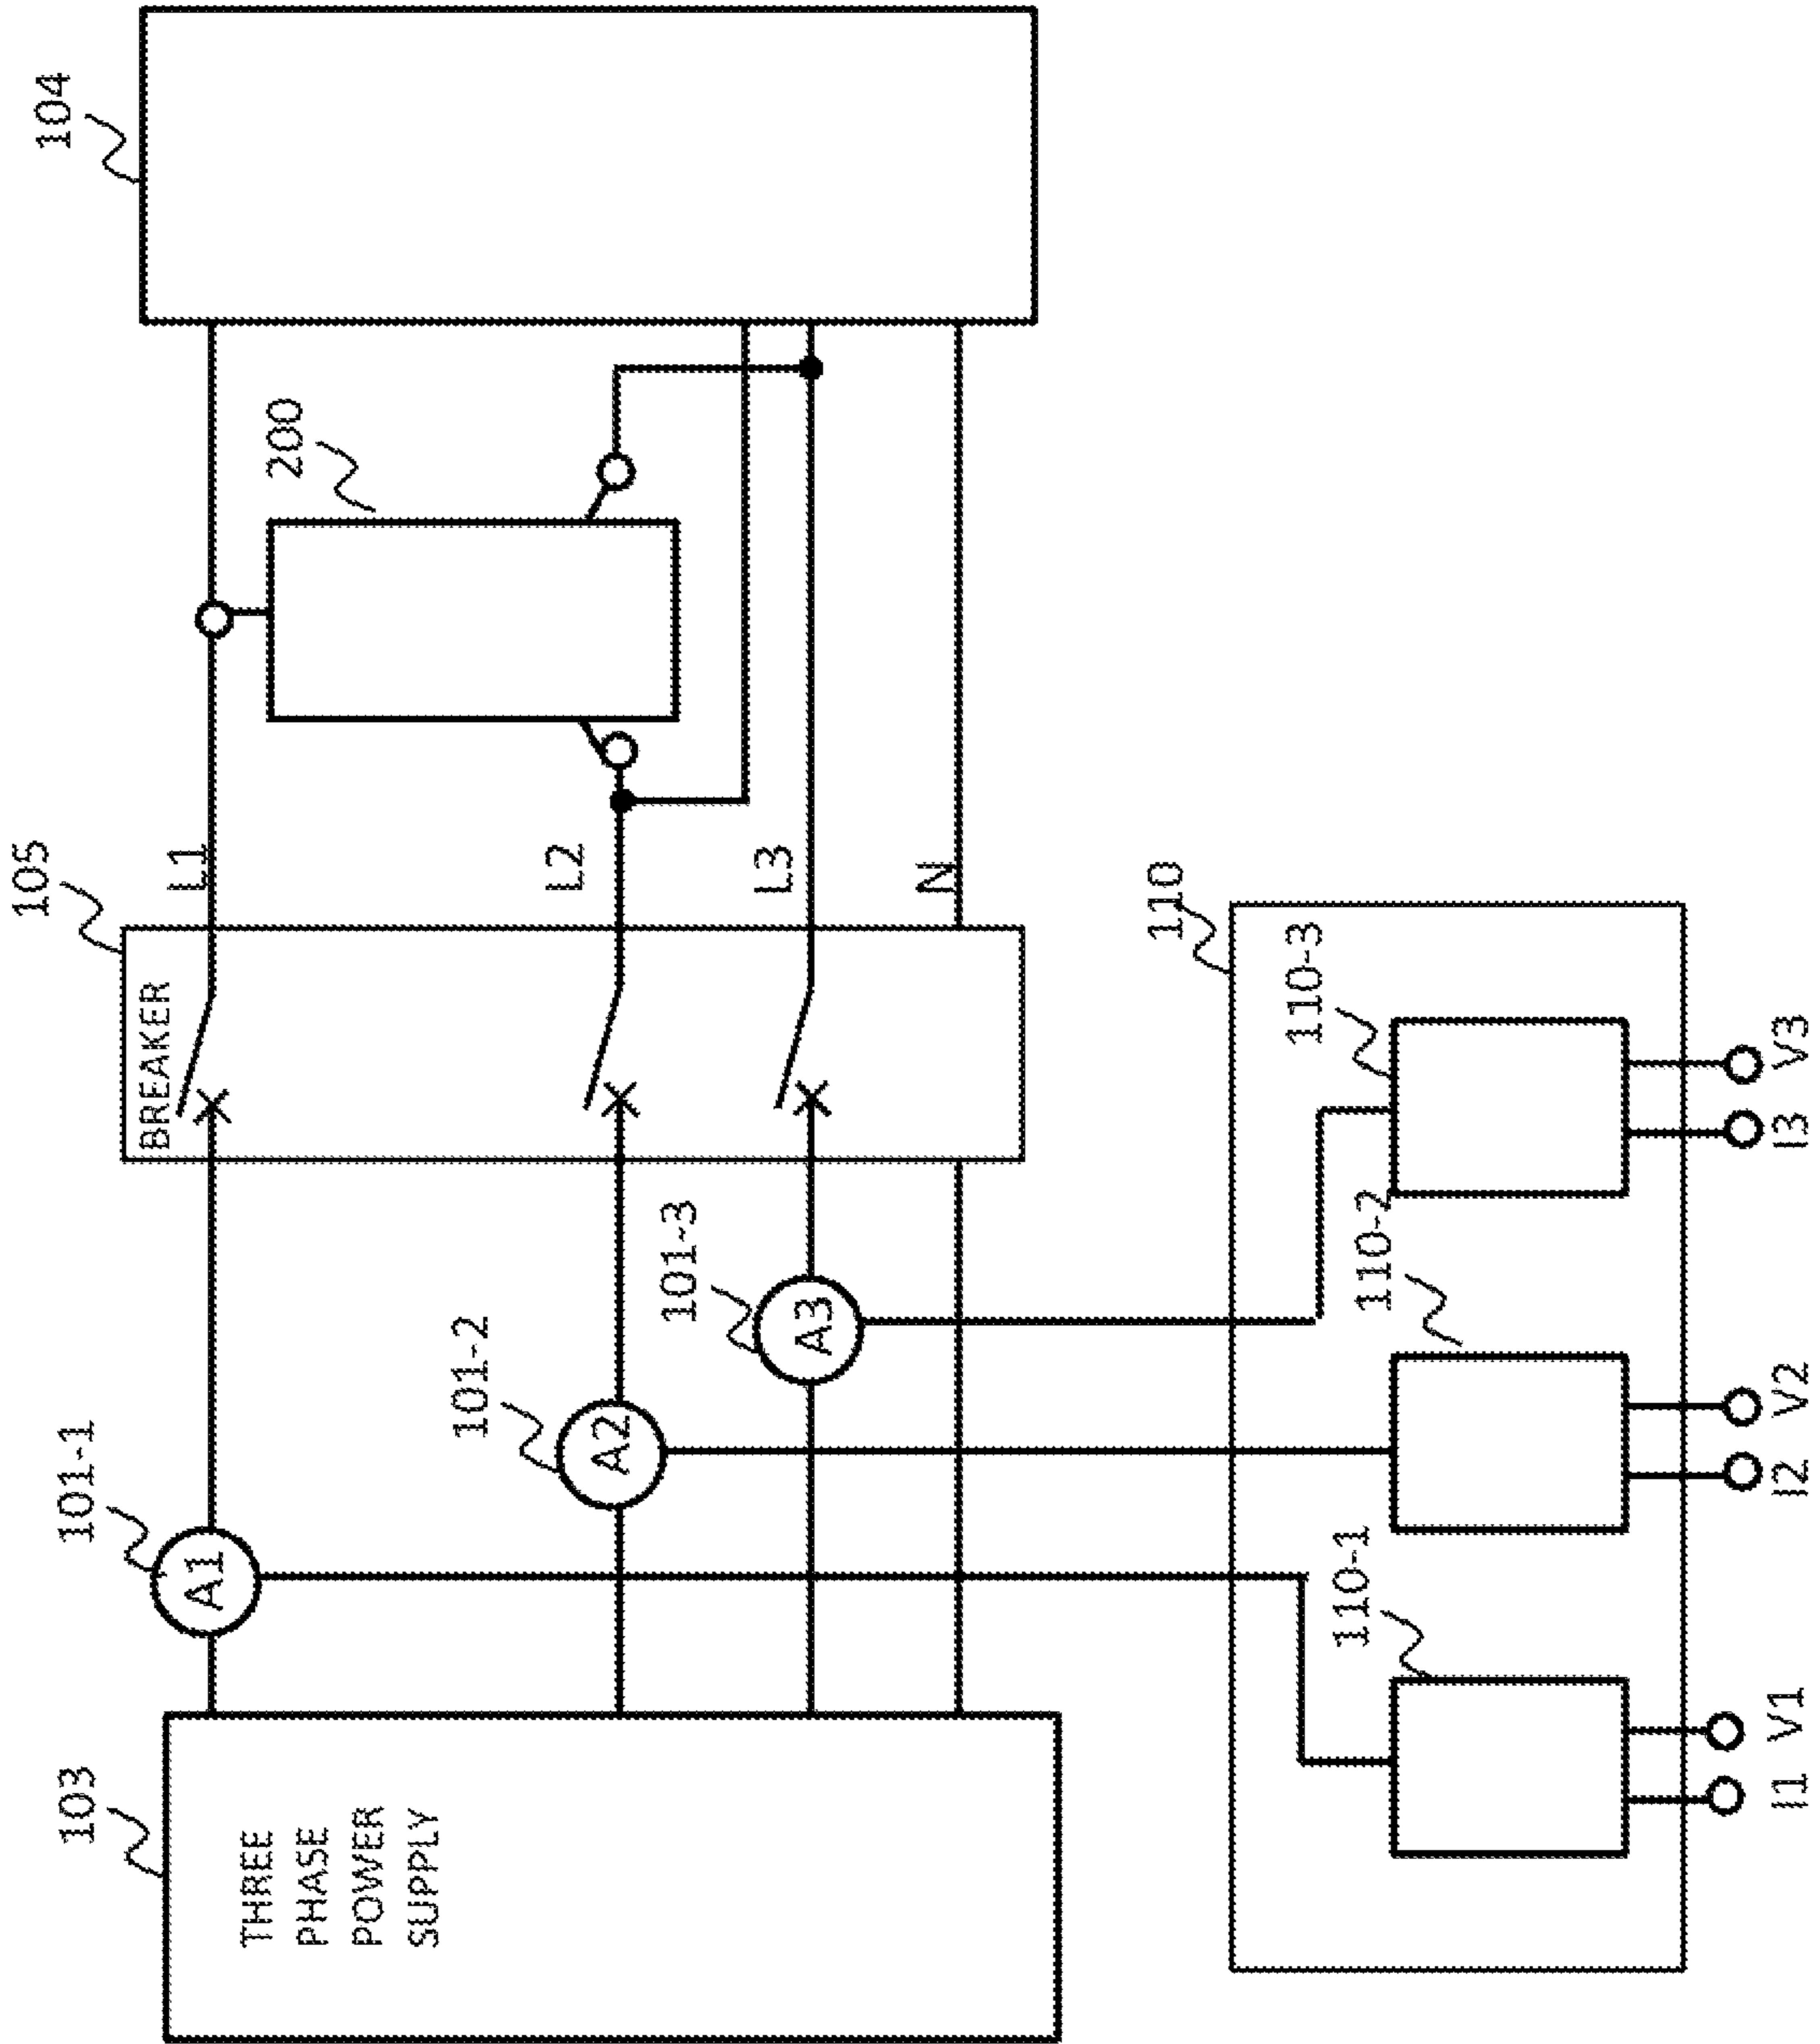 104
200
105
BREAKER
L1
L2
L3
N
101-1
A1
101-2
A2
101-3
A3
103
THREE
PHASE
POWER
SUPPLY
110
110-1
110-2
110-3
I1
V1
I2
V2
I3
V3